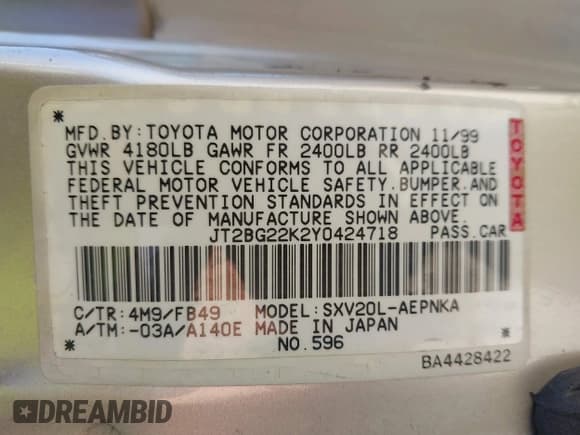 MFD.BY:TOYOTA MOTOR CORPORATION 11/99
GVWR 4180LB GAWR FR 2400LB RR 2400LB
THIS VEHICLE CONFORMS TO ALL APPLICABLE
FEDERAL MOTOR VEHICLE SAFETY.BUMPER.AND
THEFT PREVENTION STANDARDS IN EFFECT ON
THE DATE OF MANUFACTURE SHOWN ABOVE.
JT2BG22K2Y0424718 PASS.CAR
TOYOTA
C/TR:4M9/FB49 MODEL:SXV20L-AEPNKA
A/TM:-03A/A140E MADE IN JAPAN
NO.596
BA4428422
DREAMBID